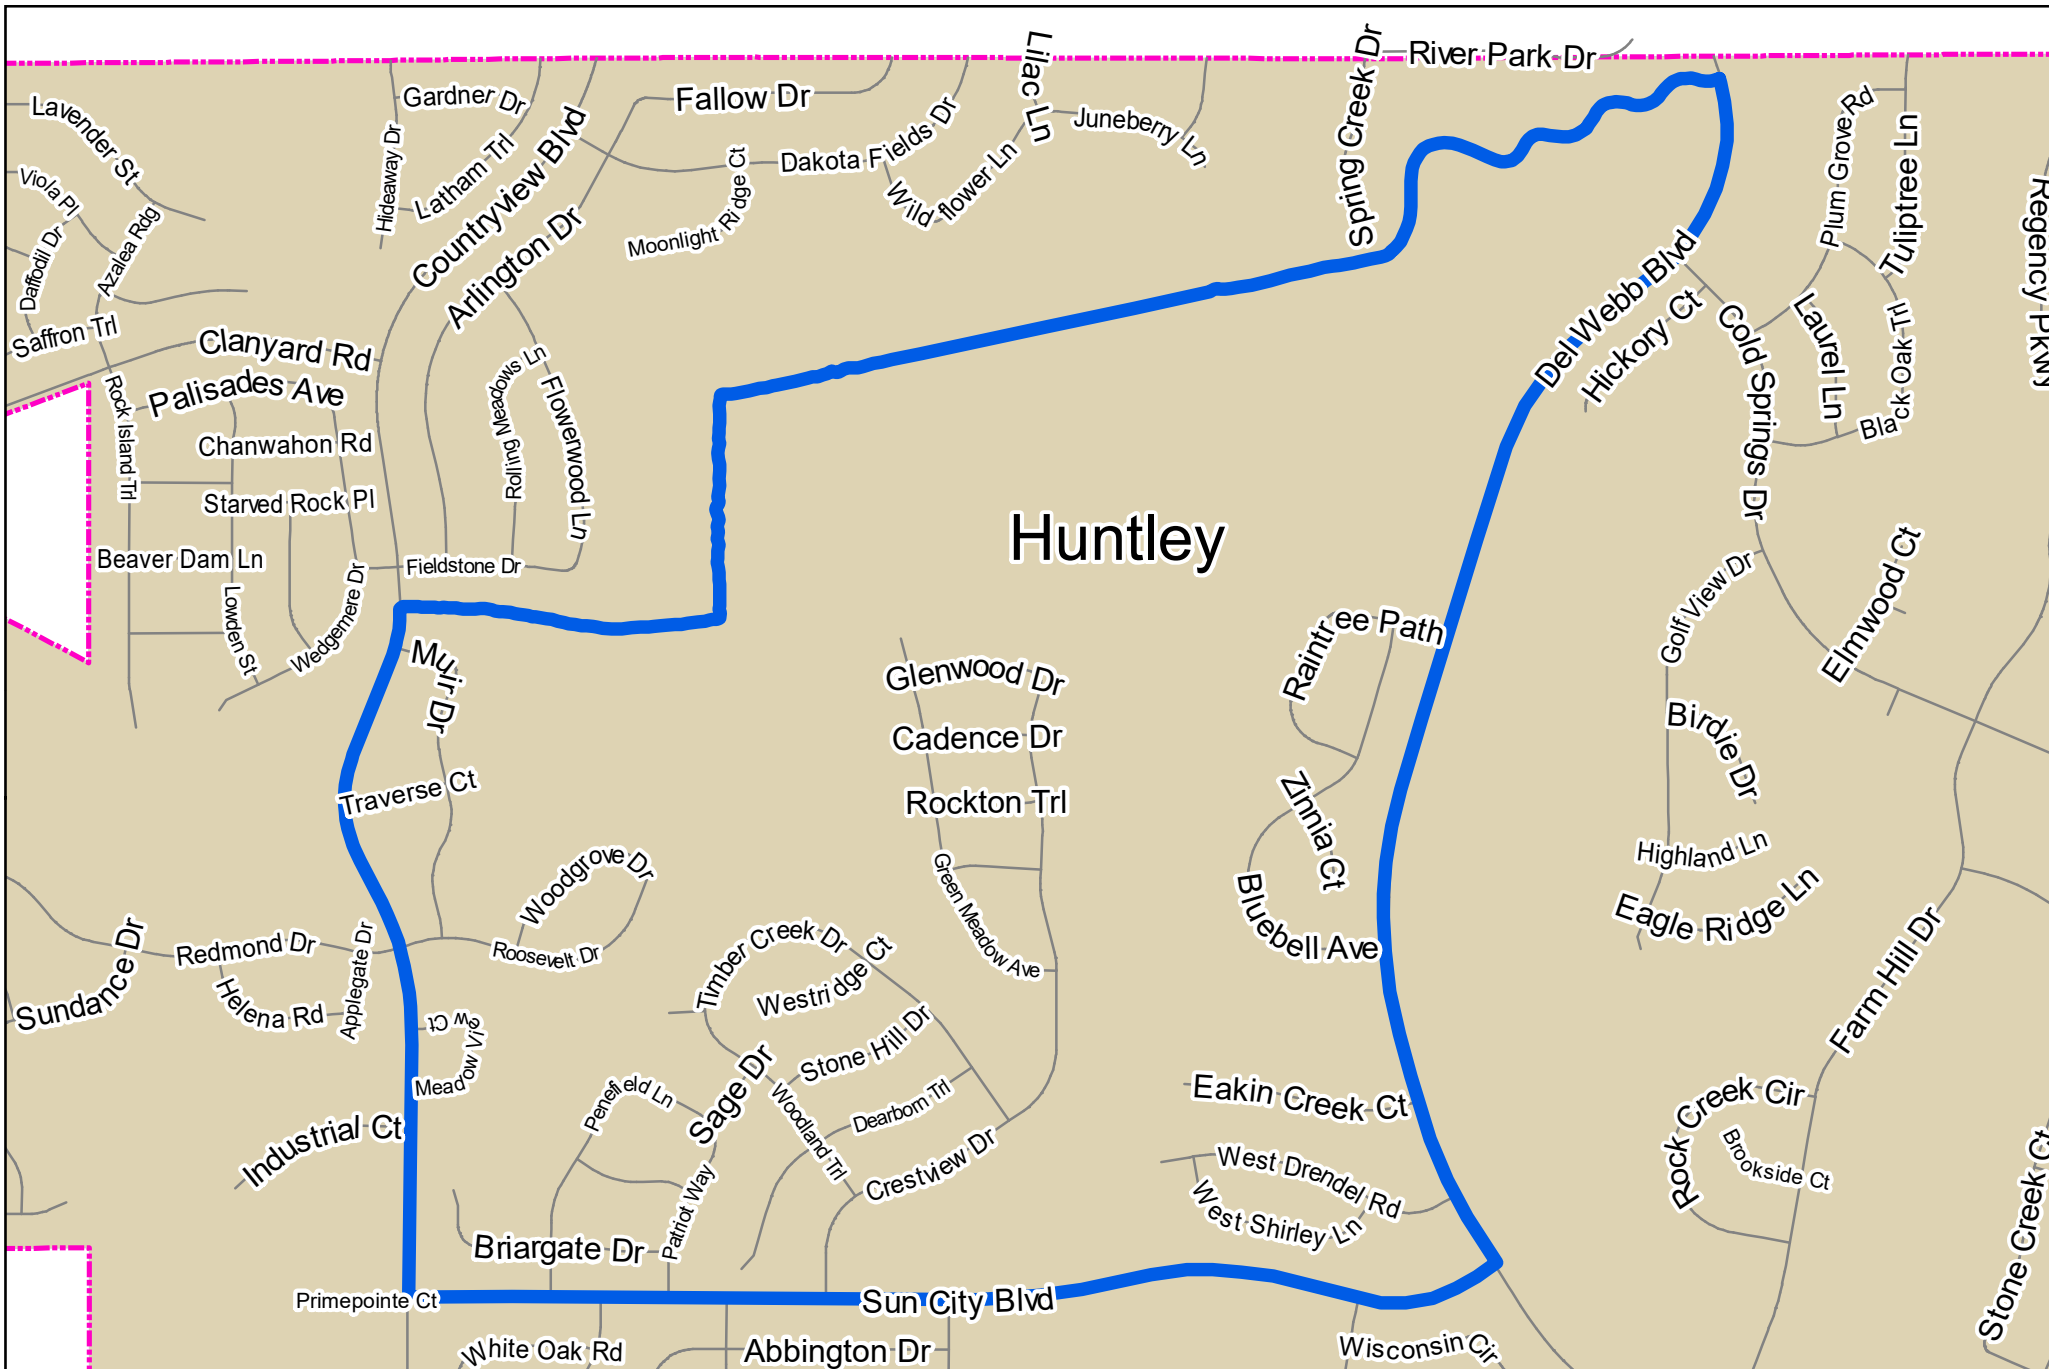 River Park Dr
Spring Creek Dr
Lilac Ln
Juneberry Ln
Fallow Dr
Gardner Dr
Lavender St
Hideaway Dr
Latham Trl
Countryview Blvd
Arlington Dr
Moonlight Ridge Ct
Dakota Fields Dr
Wild flower Ln
Plum Grove Rd
Tuliptree Ln
Regency Pkwy
Viola Pl
Azalea Rdg
Daffodil Dr
Saffron Trl
Clanyard Rd
Palisades Ave
Rock Island Trl
Chanwahon Rd
Starved Rock Pl
Beaver Dam Ln
Lowden St
Wedgemere Dr
Fieldstone Dr
Rolling Meadows Ln
Flowerwood Ln
Del Webb Blvd
Hickory Ct
Cold Springs Dr
Laurel Ln
Black Oak Trl
Huntley
Golf View Dr
Elmwood Ct
Raintree Path
Muir Dr
Glenwood Dr
Cadence Dr
Rockton Trl
Birdie Dr
Traverse Ct
Zinnia Ct
Highland Ln
Eagle Ridge Ln
Bluebell Ave
Green Meadow Ave
Woodgrove Dr
Roosevelt Dr
Redmond Dr
Sundance Dr
Helena Rd
Applegate Dr
Timber Creek Dr
Westridge Ct
Stone Hill Dr
Farm Hill Dr
Meadow View Ct
Industrial Ct
Penefield Ln
Sage Dr
Woodland Trl
Dearborn Trl
Crestview Dr
Eakin Creek Ct
West Drendel Rd
West Shirley Ln
Rock Creek Cir
Brookside Ct
Stone Creek Ct
Patriot Way
Briargate Dr
Primepointe Ct
Sun City Blvd
White Oak Rd
Abbington Dr
Wisconsin Cir